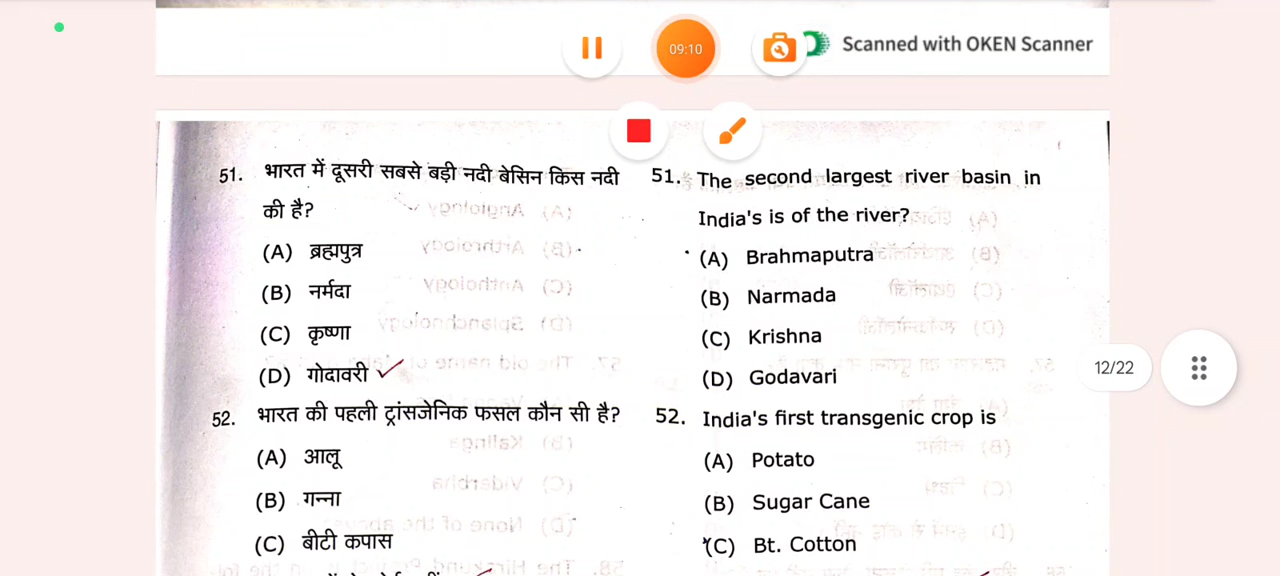 09:10
Scanned with OKEN Scanner
51. भारत में दूसरी सबसे बड़ी नदी बेसिन किस नदी
की है?
(A) ब्रह्मपुत्र
(B) नर्मदा
(C) कृष्णा
(D) गोदावरी
52. भारत की पहली ट्रांसजेनिक फसल कौन सी है?
(A) आलू
(B) गन्ना
(C) बीटी कपास
51. The second largest river basin in
India's is of the river?
(A) Brahmaputra
(B) Narmada
(C) Krishna
(D) Godavari
52. India's first transgenic crop is
(A) Potato
(B) Sugar Cane
(C) Bt. Cotton
12/22